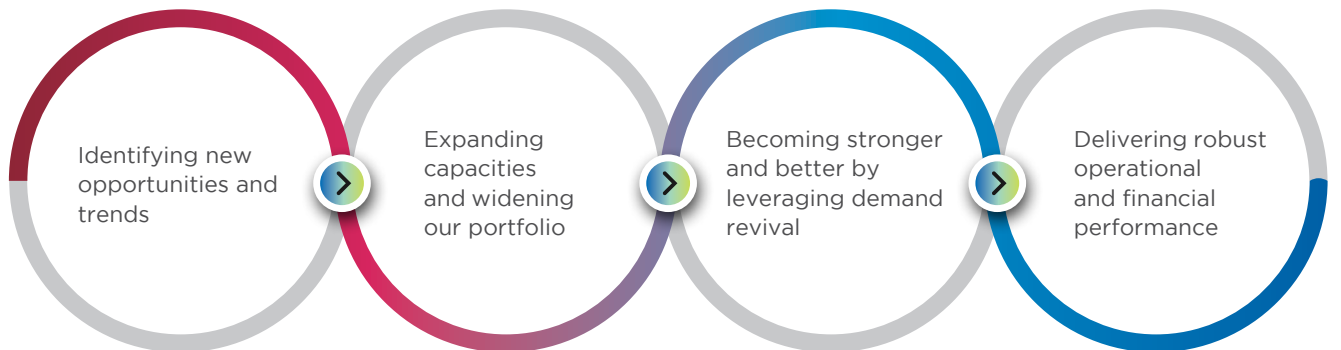 Identifying new
opportunities and
trends
Expanding
capacities
and widening
our portfolio
Becoming stronger
and better by
leveraging demand
revival
Delivering robust
operational
and financial
performance